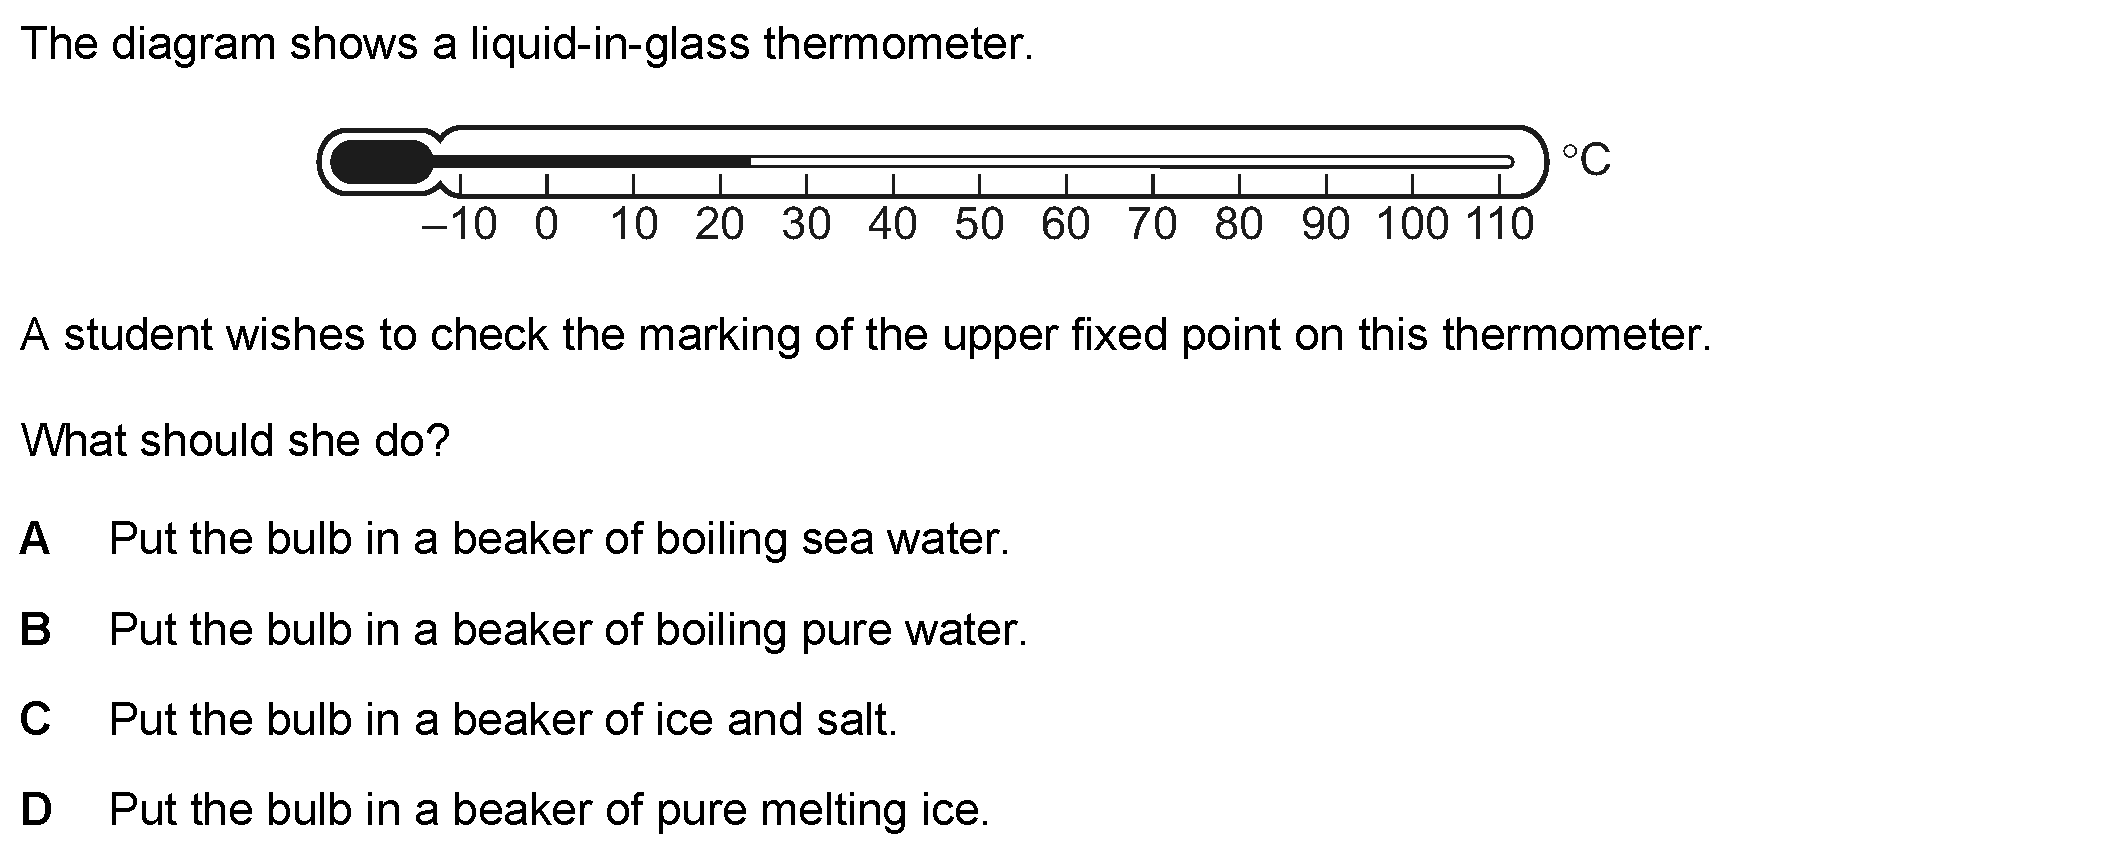 The diagram shows a liquid-in-glass thermometer.
°C
–10 0 10 20 30 40 50 60 70 80 90 100 110
A student wishes to check the marking of the upper fixed point on this thermometer.
What should she do?
A Put the bulb in a beaker of boiling sea water.
B Put the bulb in a beaker of boiling pure water.
C Put the bulb in a beaker of ice and salt.
D Put the bulb in a beaker of pure melting ice.